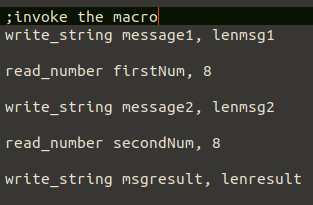 ;invoke the macro
write_string message1, lenmsg1
read_number firstNum, 8
write_string message2, lenmsg2
read_number secondNum, 8
write_string msgresult, lenresult